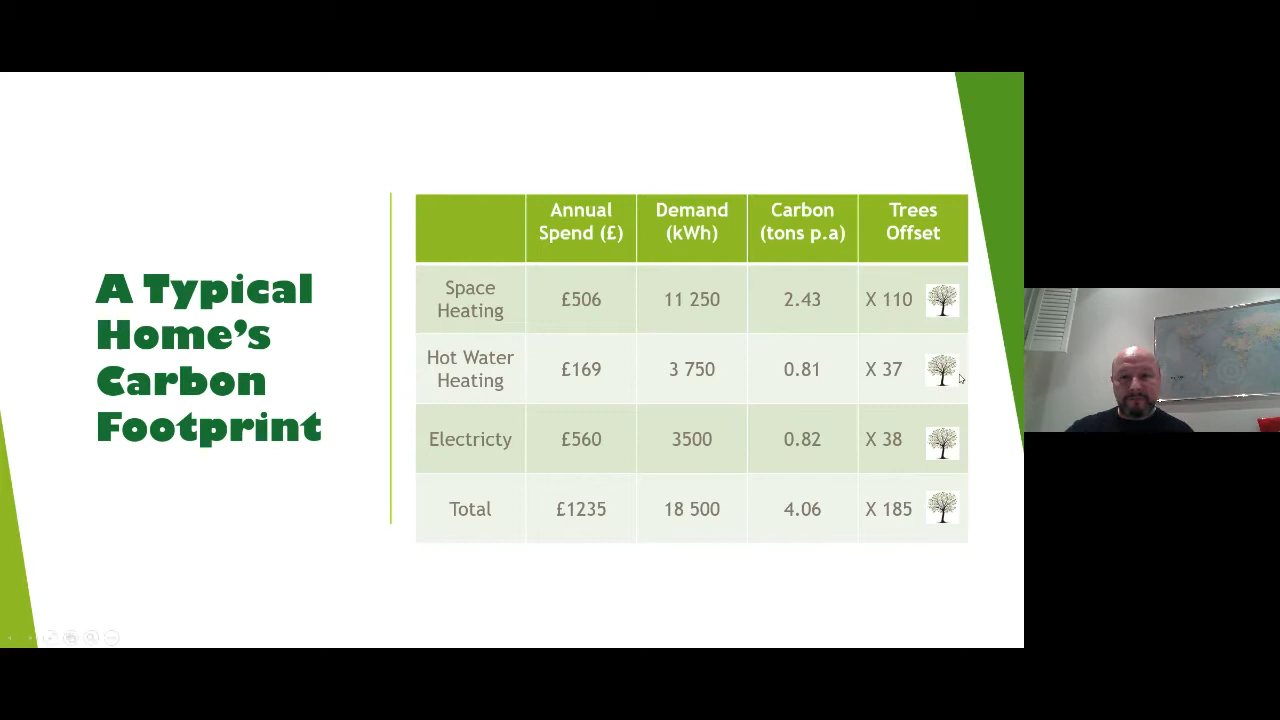 A Typical
Home's
Carbon
Footprint
Annual
Spend (£)
Demand
(kWh)
Carbon
(tons p.a)
Trees
Offset
Space
Heating
£506
11 250
2.43
X 110
Hot Water
Heating
£169
3 750
0.81
X 37
Electricty
£560
3500
0.82
X 38
Total
£1235
18 500
4.06
X 185